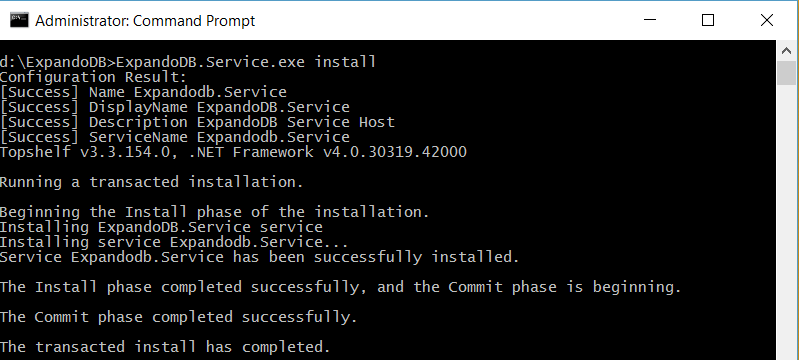 Administrator: Command Prompt
d:\ExpandoDB>ExpandoDB.Service.exe install
Configuration Result:
[Success] Name Expandodb.Service
[Success] DisplayName ExpandoDB.Service
[Success] Description ExpandoDB Service Host
[Success] ServiceName Expandodb.Service
Topshelf v3.3.154.0, .NET Framework v4.0.30319.42000
Running a transacted installation.
Beginning the Install phase of the installation.
Installing ExpandoDB.Service service
Installing service Expandodb.Service...
Service Expandodb.Service has been successfully installed.
The Install phase completed successfully, and the Commit phase is beginning.
The Commit phase completed successfully.
The transacted install has completed.